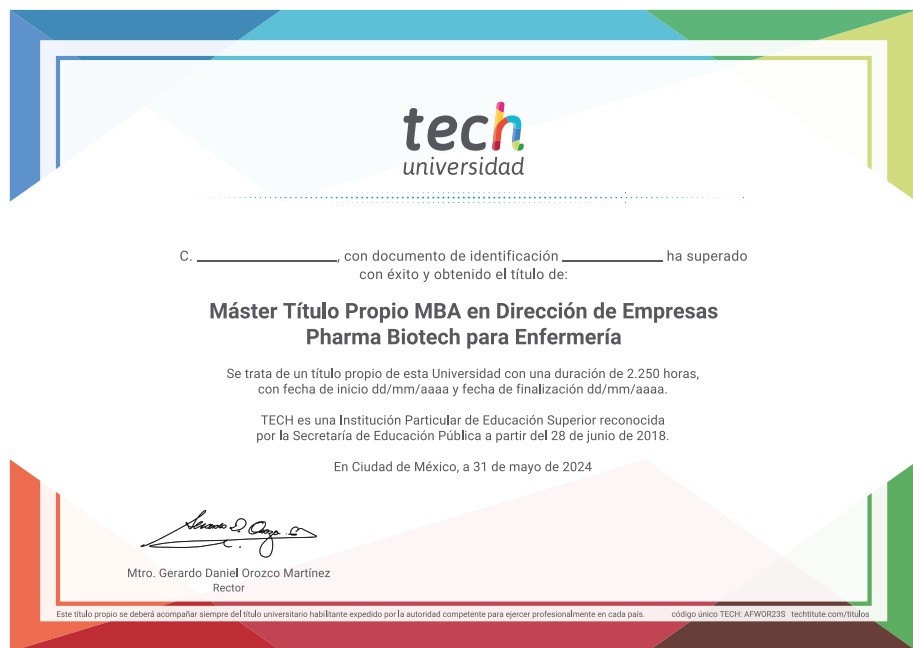 tech
universidad
C. ____________________, con documento de identificación ______________ ha superado
con éxito y obtenido el título de:
Máster Título Propio MBA en Dirección de Empresas
Pharma Biotech para Enfermería
Se trata de un título propio de esta Universidad con una duración de 2.250 horas,
con fecha de inicio dd/mm/aaaa y fecha de finalización dd/mm/aaaa.
TECH es una Institución Particular de Educación Superior reconocida
por la Secretaría de Educación Pública a partir del 28 de junio de 2018.
En Ciudad de México, a 31 de mayo de 2024
Mtro. Gerardo Daniel Orozco Martínez
Rector
Este título propio se deberá acompañar siempre del título universitario habilitante expedido por la autoridad competente para ejercer profesionalmente en cada país. código único TECH: AFWOR23S techtitute.com/titulos